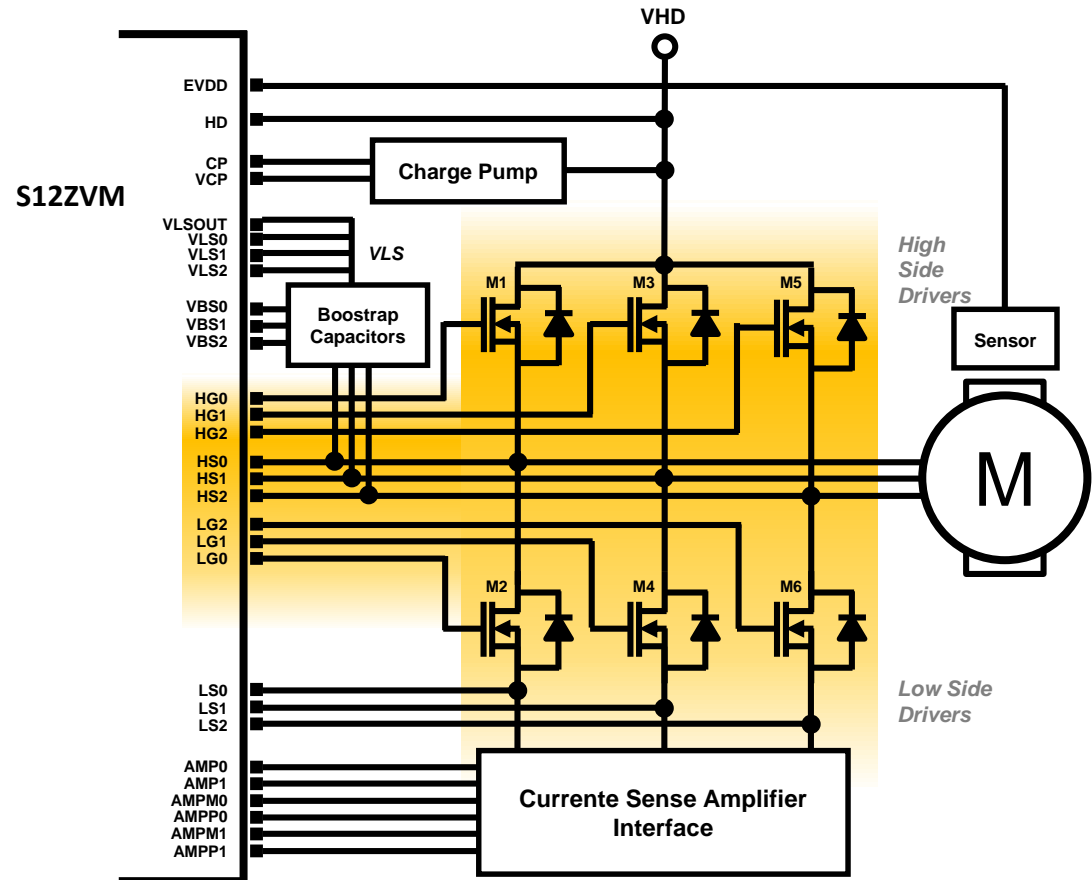 VHD
EVDD
HD
CP
VCP
Charge Pump
S12ZVM
VLSOUT
VLS0
VLS1
VLS2
VLS
High
Side
Drivers
M1
M3
M5
VBS0
VBS1
VBS2
Boostrap
Capacitors
Sensor
HG0
HG1
HG2
HS0
HS1
HS2
M
LG2
LG1
LG0
M2
M4
M6
LS0
LS1
LS2
Low Side
Drivers
AMP0
AMP1
AMPM0
AMPP0
AMPM1
AMPP1
Currente Sense Amplifier
Interface